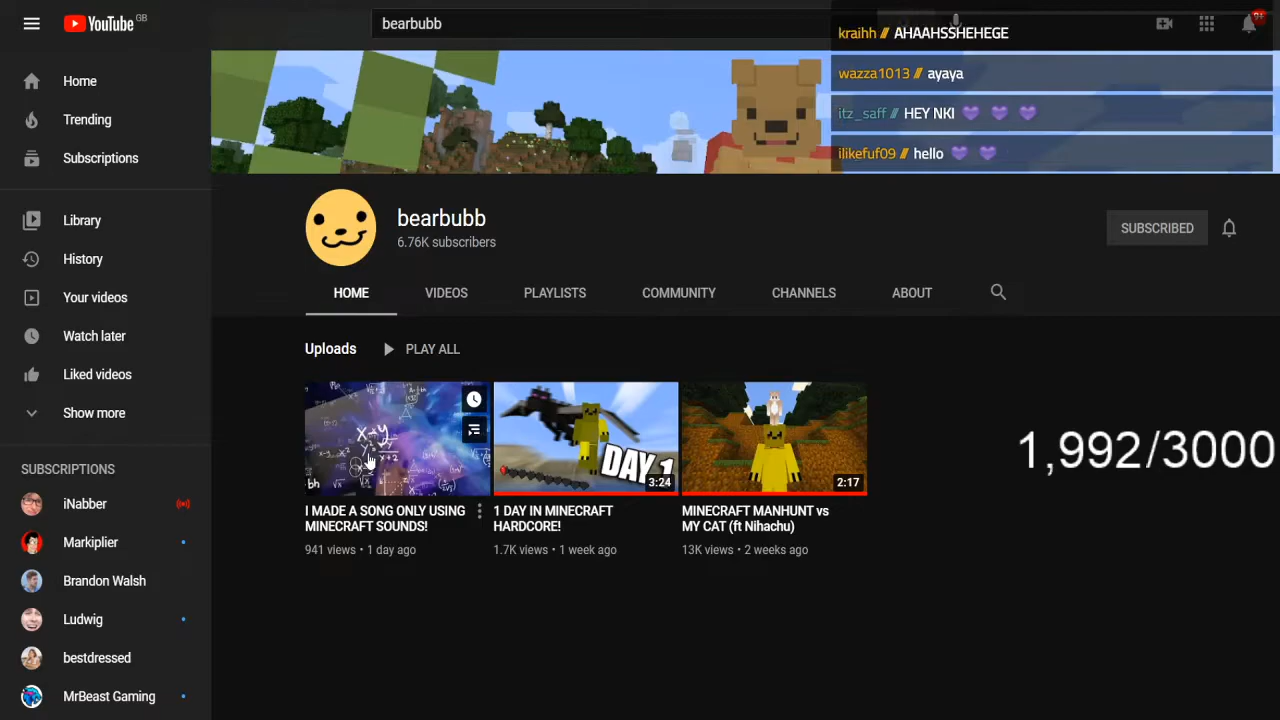 YouTube GB
bearbubb
9+
kraihh // AHAAHSSHEHEGE
wazza1013 // ayaya
itz_saff // HEY NKI 💜 💜 💜
ilikefuf09 // hello 💜 💜
Home
Trending
Subscriptions
Library
History
Your videos
Watch later
Liked videos
Show more
SUBSCRIPTIONS
iNabber
Markiplier
Brandon Walsh
Ludwig
bestdressed
MrBeast Gaming
bearbubb
6.76K subscribers
SUBSCRIBED
HOME VIDEOS PLAYLISTS COMMUNITY CHANNELS ABOUT
Uploads PLAY ALL
bh
DAY 1
3:24
2:17
I MADE A SONG ONLY USING
MINECRAFT SOUNDS!
941 views • 1 day ago
1 DAY IN MINECRAFT
HARDCORE!
1.7K views • 1 week ago
MINECRAFT MANHUNT vs
MY CAT (ft Nihachu)
13K views • 2 weeks ago
1,992/3000